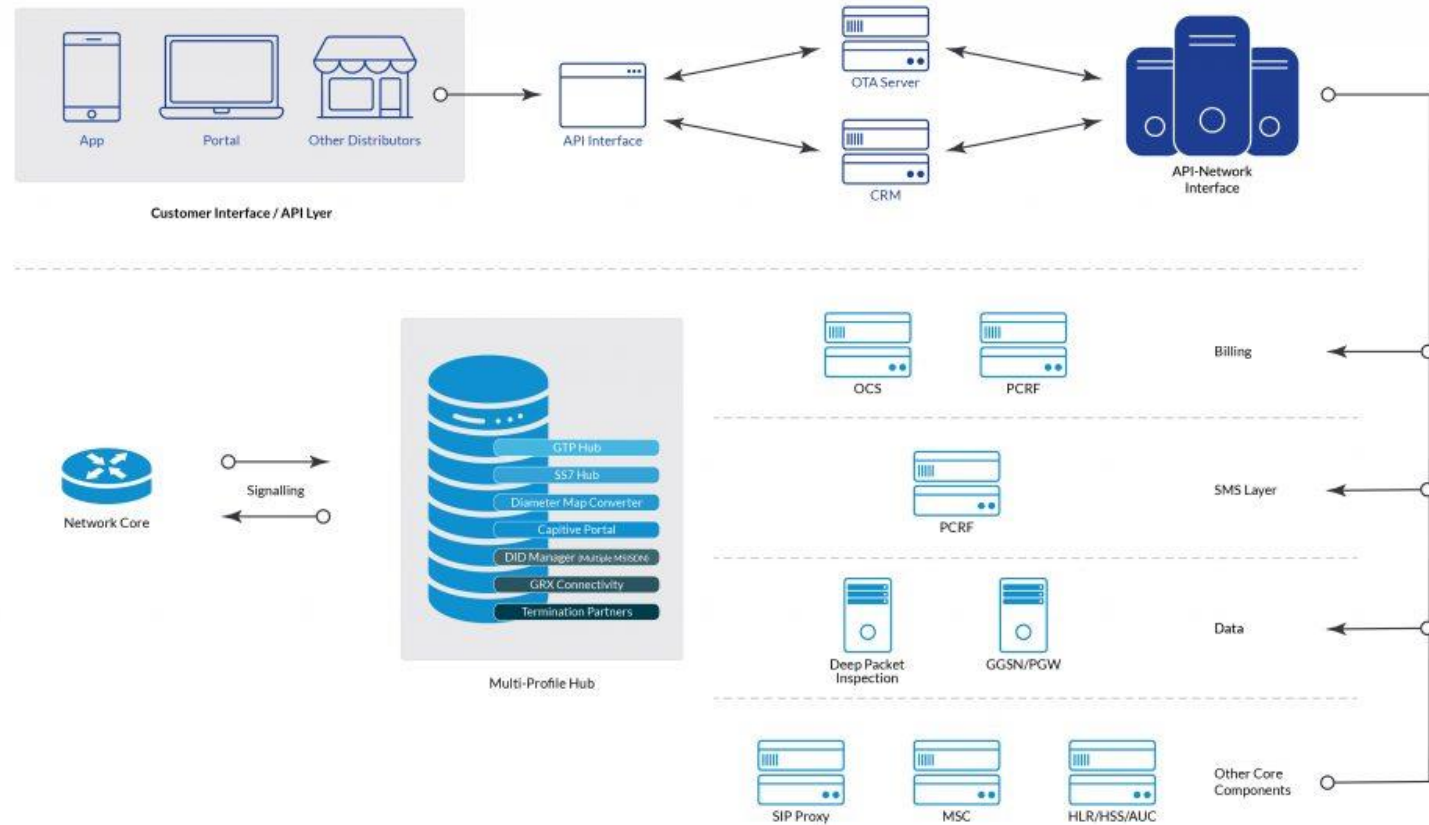 App
Portal
Other Distributors
Customer Interface / API Lyer
API Interface
OTA Server
CRM
API-Network
Interface
Network Core
Signalling
GTP Hub
SS7 Hub
Diameter Map Converter
Capitive Portal
DID Manager (Multiple MSISDN)
GRX Connectivity
Termination Partners
Multi-Profile Hub
OCS
PCRF
Billing
PCRF
SMS Layer
Deep Packet
Inspection
GGSN/PGW
Data
SIP Proxy
MSC
HLR/HSS/AUC
Other Core
Components